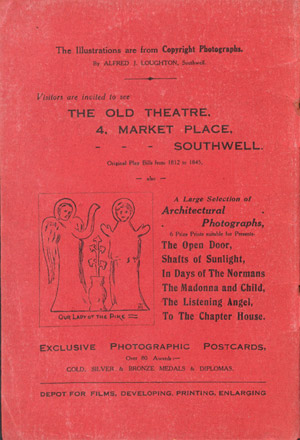 The Illustrations are from Copyright Photographs.
By ALFRED J. LOUGHTON, Southwell.
Visitors are invited to see
THE OLD THEATRE,
4, MARKET PLACE,
- - - SOUTHWELL.
Original Play Bills from 1812 to 1845.
— also —
A Large Selection of
Architectural .
. Photographs,
6 Prize Prints suitable for Presents:
The Open Door,
Shafts of Sunlight,
In Days of The Normans
The Madonna and Child,
The Listening Angel,
To The Chapter House.
OUR LADY OF THE PINK
EXCLUSIVE PHOTOGRAPHIC POSTCARDS,
Over 80 Awards—
GOLD, SILVER & BRONZE MEDALS & DIPLOMAS.
DEPOT FOR FILMS, DEVELOPING, PRINTING, ENLARGING